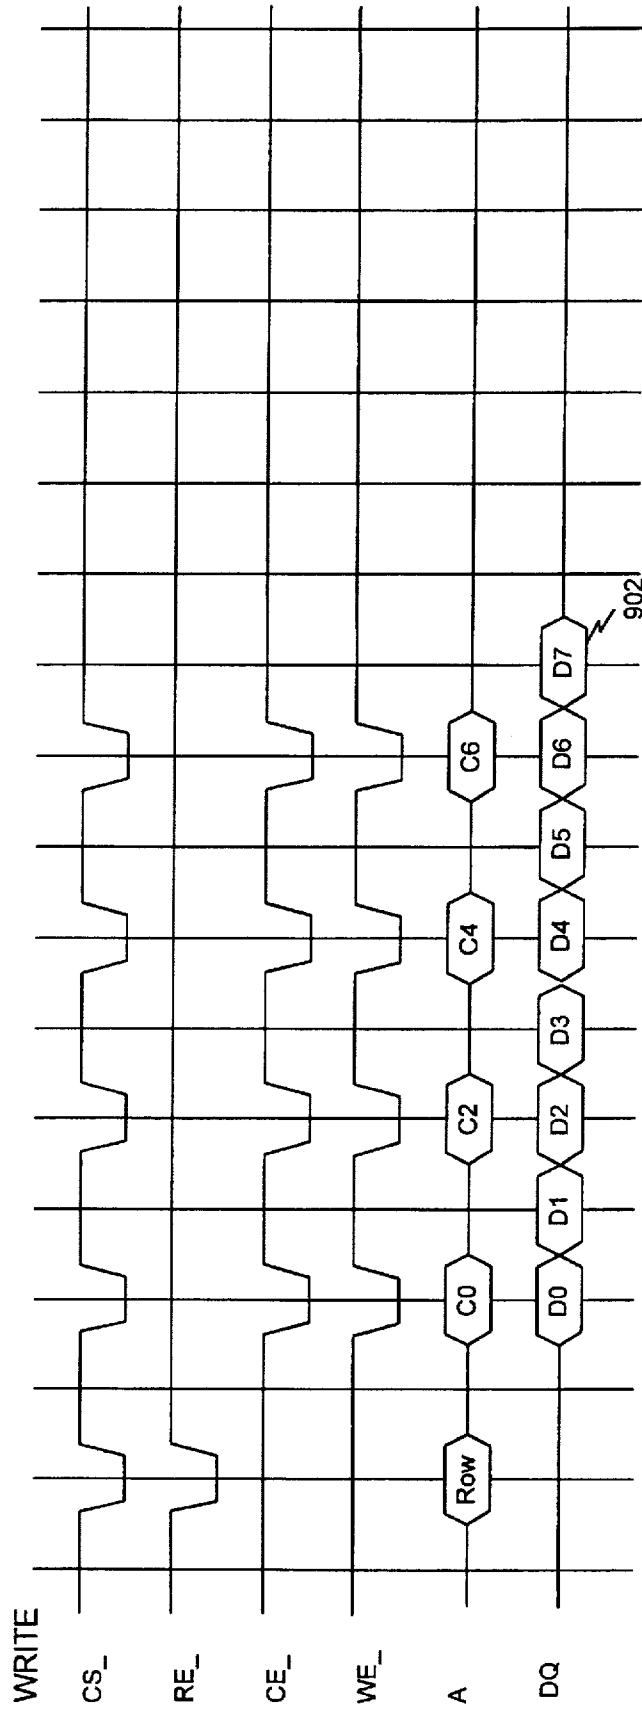 WRITE
CS_
RE_
CE_
WE_
A Row C0 C2 C4 C6
DQ D0 D1 D2 D3 D4 D5 D6 D7
902